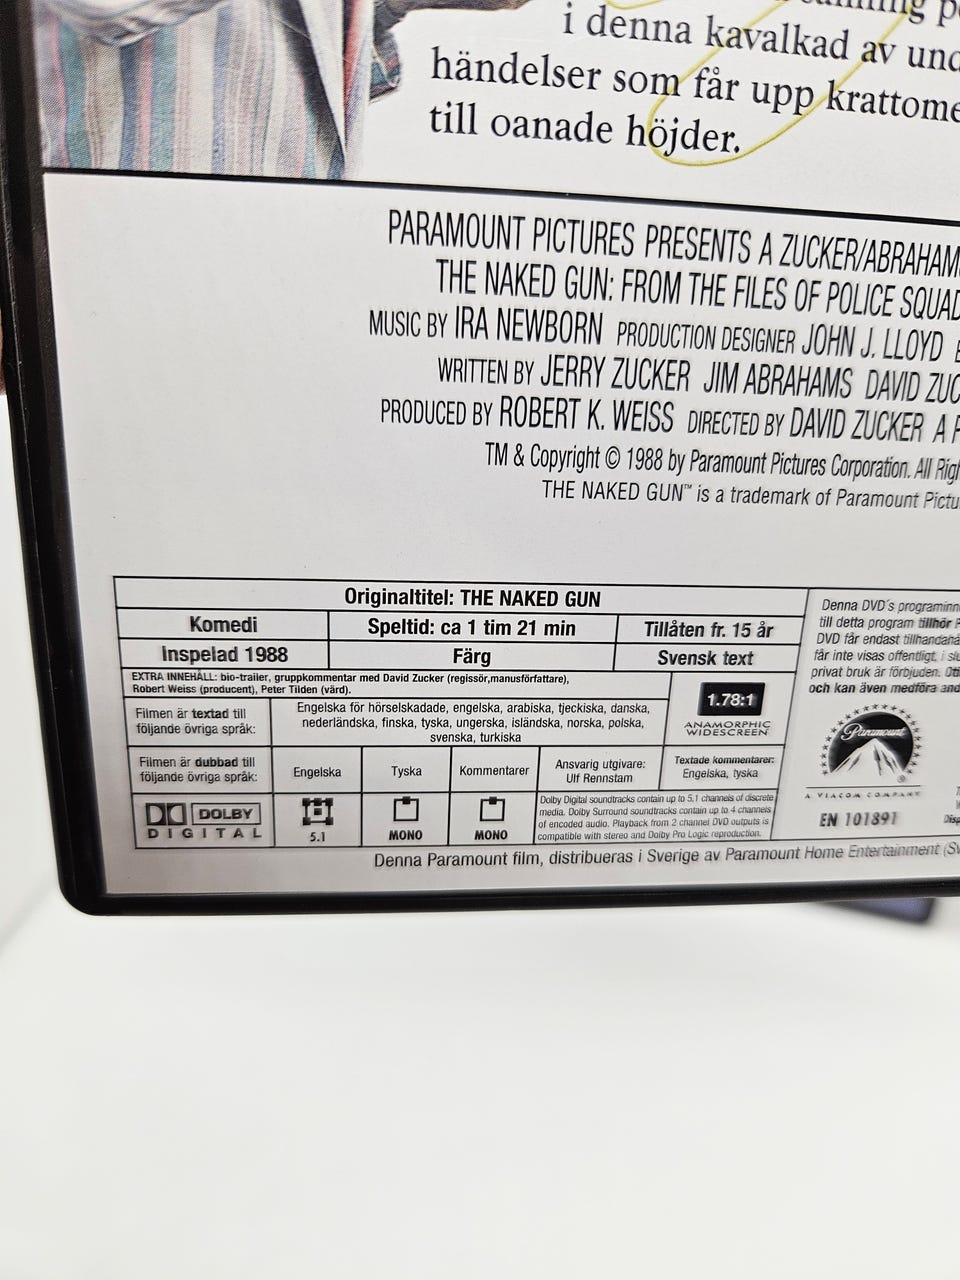 i denna kavalkad av
händelser som får upp
till oanade höjder.
PARAMOUNT PICTURES PRESENTS A ZUCKER/ABRAHAM
THE NAKED GUN: FROM THE FILES OF POLICE SQUAD
MUSIC BY IRA NEWBORN PRODUCTION DESIGNER JOHN J. LLOYD
WRITTEN BY JERRY ZUCKER JIM ABRAHAMS DAVID ZUC
PRODUCED BY ROBERT K. WEISS DIRECTED BY DAVID ZUCKER A
TM & Copyright © 1988 by Paramount Pictures Corporation. All Righ
THE NAKED GUN™ is a trademark of Paramount Pictu
Originaltitel: THE NAKED GUN
Komedi Speltid: ca 1 tim 21 min Tillåten fr. 15 år
Inspelad 1988 Färg Svensk text
EXTRA INNEHÅLL: bio-trailer, gruppkommentar med David Zucker (regissör,manusförfattare),
Robert Weiss (producent), Peter Tilden (värd).
1.78:1
ANAMORPHIC
WIDESCREEN
Filmen är textad till
följande övriga språk:
Engelska för hörselskadade, engelska, arabiska, tjeckiska, danska,
nederländska, finska, tyska, ungerska, isländska, norska, polska,
svenska, turkiska
Filmen är dubbad till
följande övriga språk:
Engelska
Tyska
Kommentarer
Ansvarig utgivare:
Ulf Rennstam
Textade kommentarer:
Engelska, tyska
DOLBY
DIGITAL
5.1
MONO
MONO
Dolby Digital soundtracks contain up to 5.1 channels of discrete
media. Dolby Surround soundtracks contain up to 4 channels
of encoded audio. Playback from 2 channel DVD outputs is
compatible with stereo and Dolby Pro Logic reproduction.
Denna DVD´s programinn
till detta program tillhör
DVD får endast tillhandahå
får inte visas offentligt, i
privat bruk är förbjuden.
och kan även medföra
Paramount
A VIACOM COMPANY
EN 101891
Denna Paramount film, distribueras i Sverige av Paramount Home Entertainment